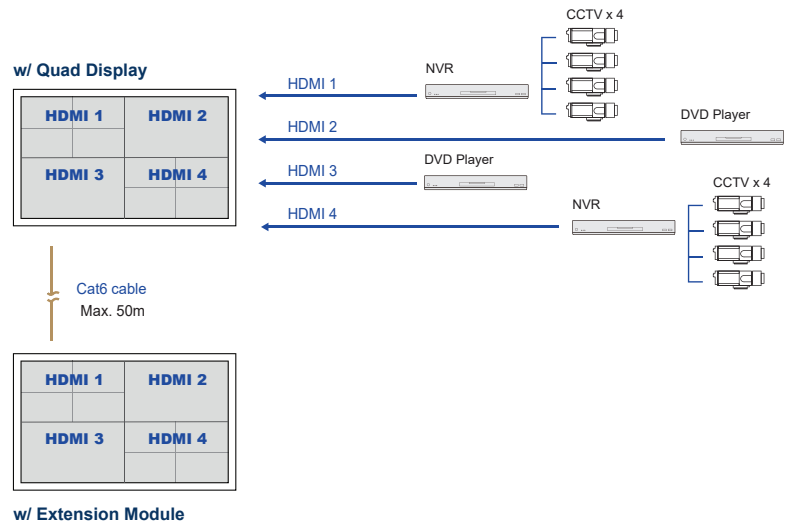 CCTV x 4
w/ Quad Display
NVR
HDMI 1
HDMI 1
HDMI 2
DVD Player
HDMI 2
DVD Player
HDMI 3
HDMI 3
HDMI 4
CCTV x 4
NVR
HDMI 4
Cat6 cable
Max. 50m
HDMI 1
HDMI 2
HDMI 3
HDMI 4
w/ Extension Module